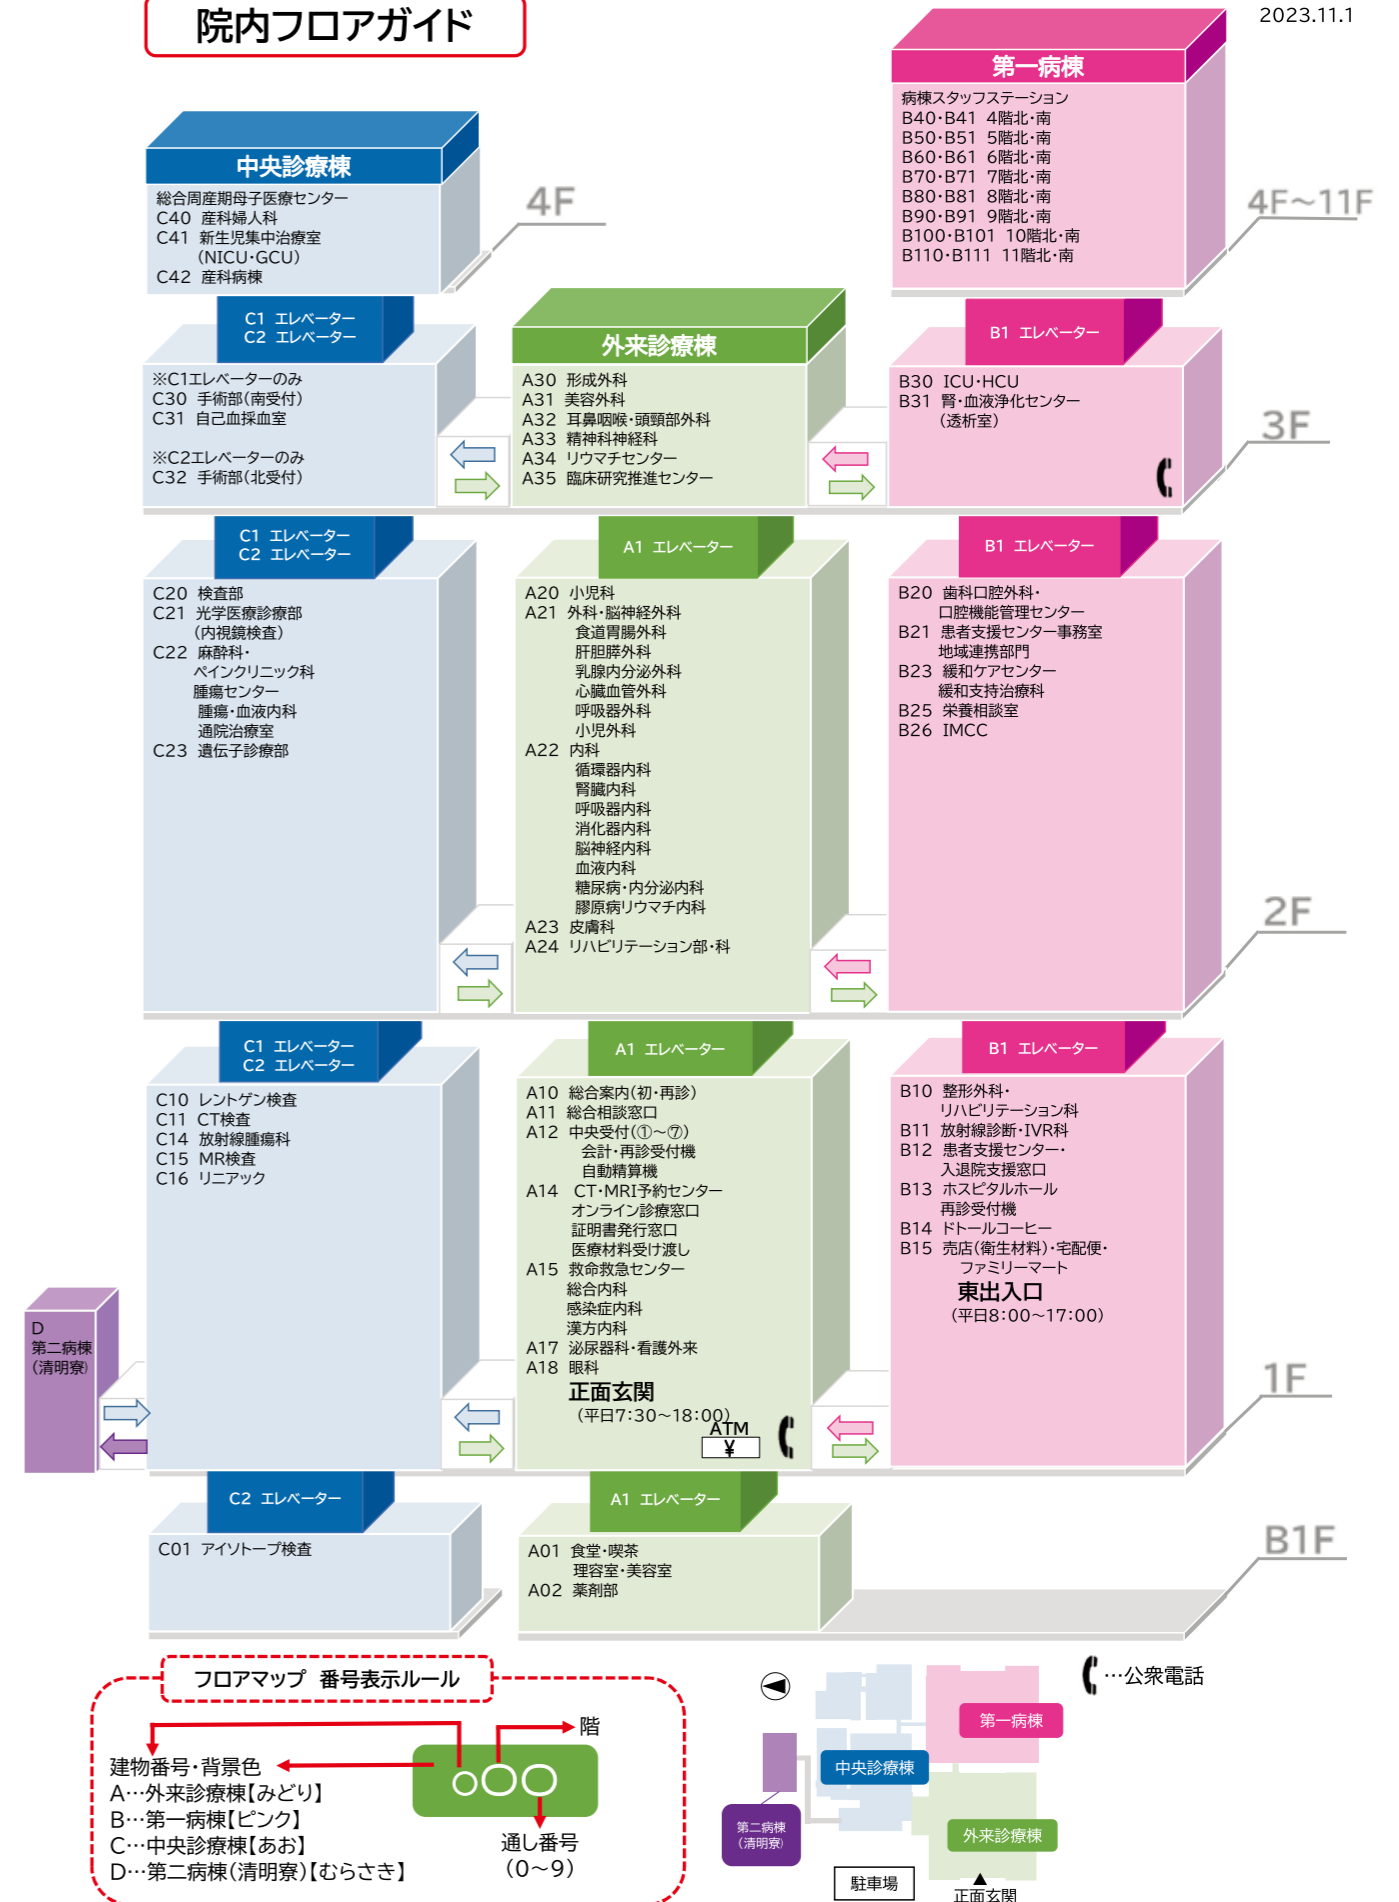 院内フロアガイド
2023.11.1
第一病棟
病棟スタッフステーション
B40・B41 4階北・南
B50・B51 5階北・南
B60・B61 6階北・南
B70・B71 7階北・南
B80・B81 8階北・南
B90・B91 9階北・南
B100・B101 10階北・南
B110・B111 11階北・南
4F～11F
中央診療棟
総合周産期母子医療センター
C40 産科婦人科
C41 新生児集中治療室
（NICU・GCU）
C42 産科病棟
4F
C1 エレベーター
C2 エレベーター
※C1エレベーターのみ
C30 手術部（南受付）
C31 自己血採血室
※C2エレベーターのみ
C32 手術部（北受付）
外来診療棟
A30 形成外科
A31 美容外科
A32 耳鼻咽喉・頭頸部外科
A33 精神科神経科
A34 リウマチセンター
A35 臨床研究推進センター
B1 エレベーター
B30 ICU・HCU
B31 腎・血液浄化センター
（透析室）
3F
C1 エレベーター
C2 エレベーター
C20 検査部
C21 光学医療診療部
（内視鏡検査）
C22 麻酔科・
ペインクリニック科
腫瘍センター
腫瘍・血液内科
通院治療室
C23 遺伝子診療部
A1 エレベーター
A20 小児科
A21 外科・脳神経外科
食道胃腸外科
肝胆膵外科
乳腺内分泌外科
心臓血管外科
呼吸器外科
小児外科
A22 内科
循環器内科
腎臓内科
呼吸器内科
消化器内科
脳神経内科
血液内科
糖尿病・内分泌内科
膠原病リウマチ内科
A23 皮膚科
A24 リハビリテーション部・科
B1 エレベーター
B20 歯科口腔外科・
口腔機能管理センター
B21 患者支援センター事務室
地域連携部門
B23 緩和ケアセンター
緩和支持治療科
B25 栄養相談室
B26 IMCC
2F
C1 エレベーター
C2 エレベーター
C10 レントゲン検査
C11 CT検査
C14 放射線腫瘍科
C15 MR検査
C16 リニアック
A1 エレベーター
A10 総合案内（初・再診）
A11 総合相談窓口
A12 中央受付（①～⑦）
会計・再診受付機
自動精算機
A14 CT・MRI予約センター
オンライン診療窓口
証明書発行窓口
医療材料受け渡し
A15 救命救急センター
総合内科
感染症内科
漢方内科
A17 泌尿器科・看護外来
A18 眼科
正面玄関
（平日7：30～18：00）
ATM
¥
B1 エレベーター
B10 整形外科・
リハビリテーション科
B11 放射線診断・IVR科
B12 患者支援センター・
入退院支援窓口
B13 ホスピタルホール
再診受付機
B14 ドトールコーヒー
B15 売店（衛生材料）・宅配便・
ファミリーマート
東出入口
（平日8：00～17：00）
1F
D
第二病棟
（清明寮）
C2 エレベーター
C01 アイソトープ検査
A1 エレベーター
A01 食堂・喫茶
理容室・美容室
A02 薬剤部
B1F
フロアマップ 番号表示ルール
階
建物番号・背景色
A…外来診療棟【みどり】
B…第一病棟【ピンク】
C…中央診療棟【あお】
D…第二病棟（清明寮）【むらさき】
○○○
通し番号
（0～9）
…公衆電話
第一病棟
中央診療棟
第二病棟
（清明寮）
外来診療棟
駐車場
正面玄関